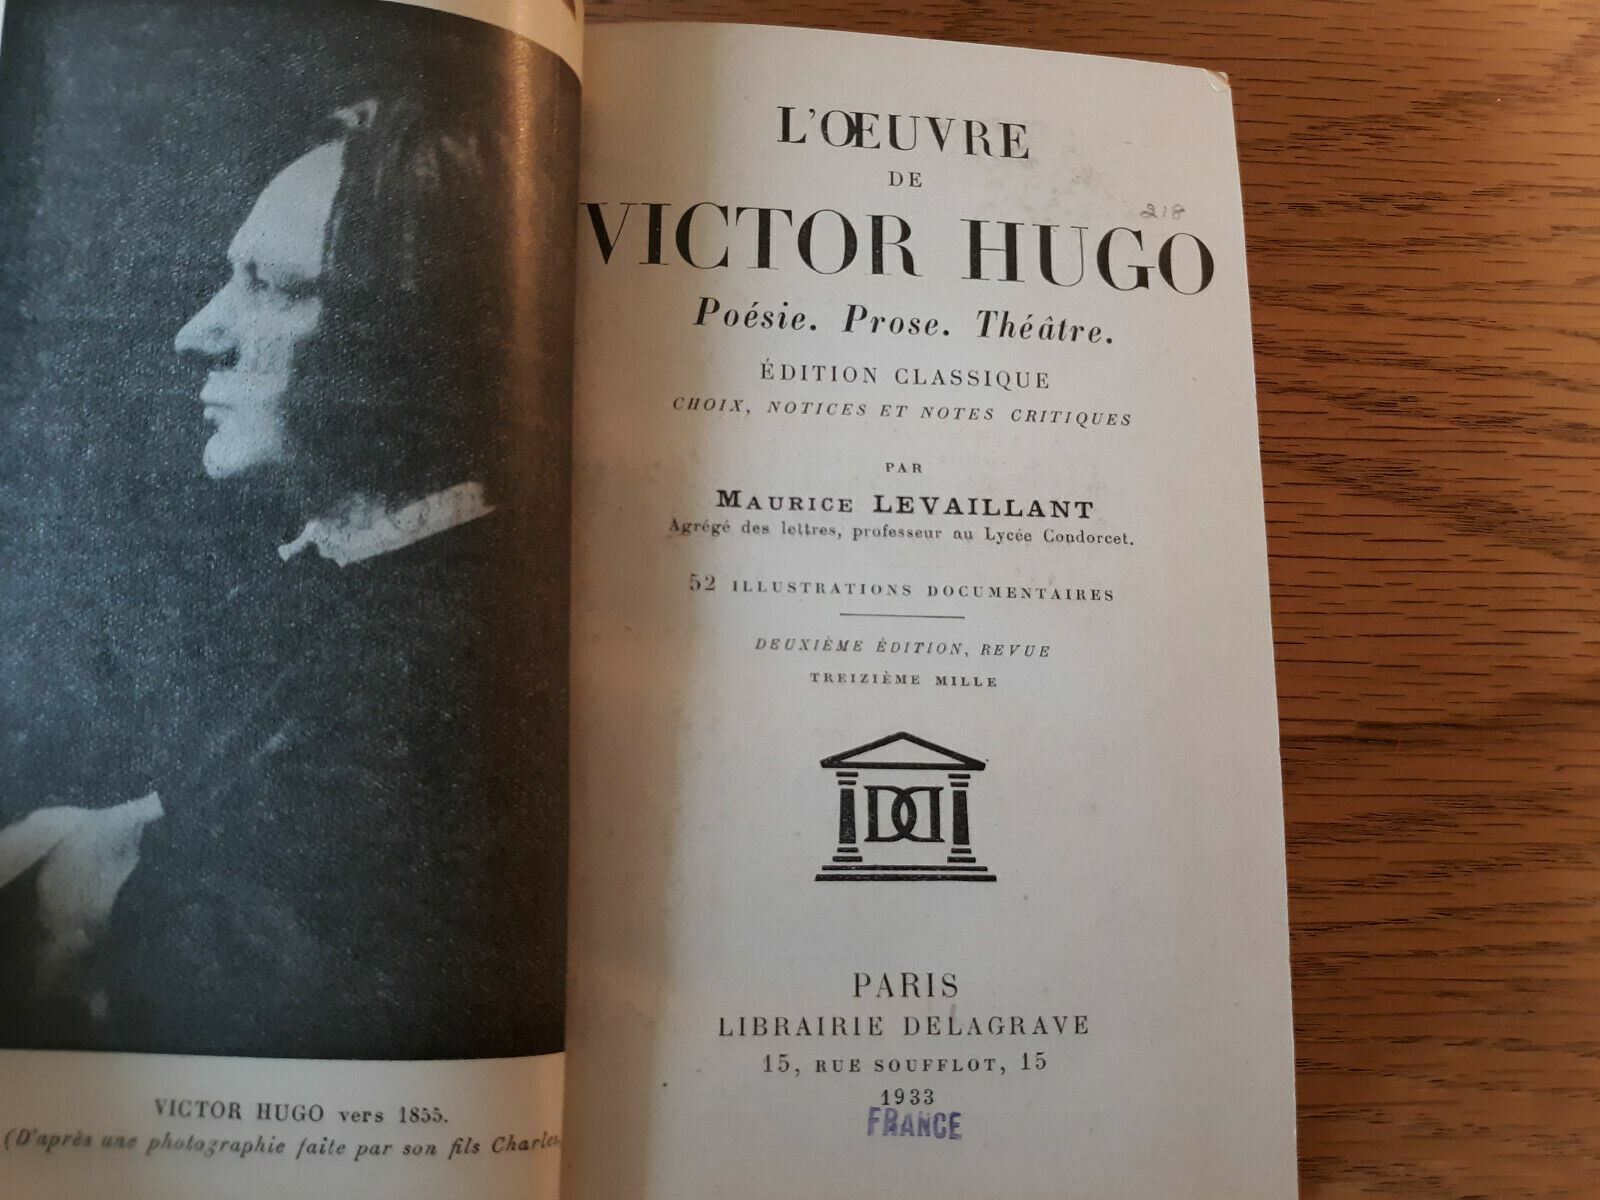 VICTOR HUGO vers 1855.
(D'après une photographie faite par son fils Charles
L'ŒUVRE
DE
VICTOR HUGO
218
Poésie. Prose. Théâtre.
ÉDITION CLASSIQUE
CHOIX, NOTICES ET NOTES CRITIQUES
PAR
MAURICE LEVAILLANT
Agrégé des lettres, professeur au Lycée Condorcet.
52 ILLUSTRATIONS DOCUMENTAIRES
DEUXIÈME ÉDITION, REVUE
TREIZIÈME MILLE
DD
PARIS
LIBRAIRIE DELAGRAVE
15, RUE SOUFFLOT, 15
1933
FRANCE